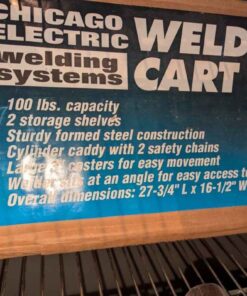 CHICAGO
ELECTRIC
welding
systems
WELD
CART
100 lbs. capacity
2 storage shelves
Sturdy formed steel construction
Cylinder caddy with 2 safety chains
casters for easy movement
at an angle for easy access to
Overall dimensions: 27-3/4" L x 16-1/2" W